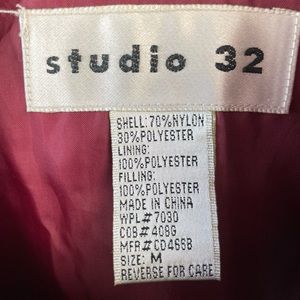 studio 32
SHELL: 70%NYLON
30%POLYESTER
LINING:
100%POLYESTER
FILLING:
100%POLYESTER
MADE IN CHINA
WPL#7030
COB#408G
MFR#CD466B
SIZE: M
REVERSE FOR CARE